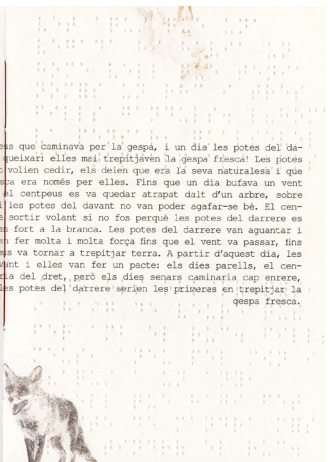 eus que caminava per la gespa, i un dia les potes del da-
queixar: elles mai trepitjaven la gespa fresca! Les potes
volien cedir, els deien que era la seva naturalesa i que
sca era només per elles. Fins que un dia bufava un vent
el centpeus es va quedar atrapat dalt d'un arbre, sobre
i les potes del davant no van poder agafar-se bé. El cen-
sortir volant si no fos perquè les potes del darrere es
en fort a la branca. Les potes del darrere van aguantar i
an fer molta i molta força fins que el vent va passar, fins
eus va tornar a trepitjar terra. A partir d'aquest dia, les
vant i elles van fer un pacte: els dies parells, el cen-
ria del dret, però els dies senars caminaria cap enrere,
les potes del darrere serien les primeres en trepitjar la
gespa fresca.